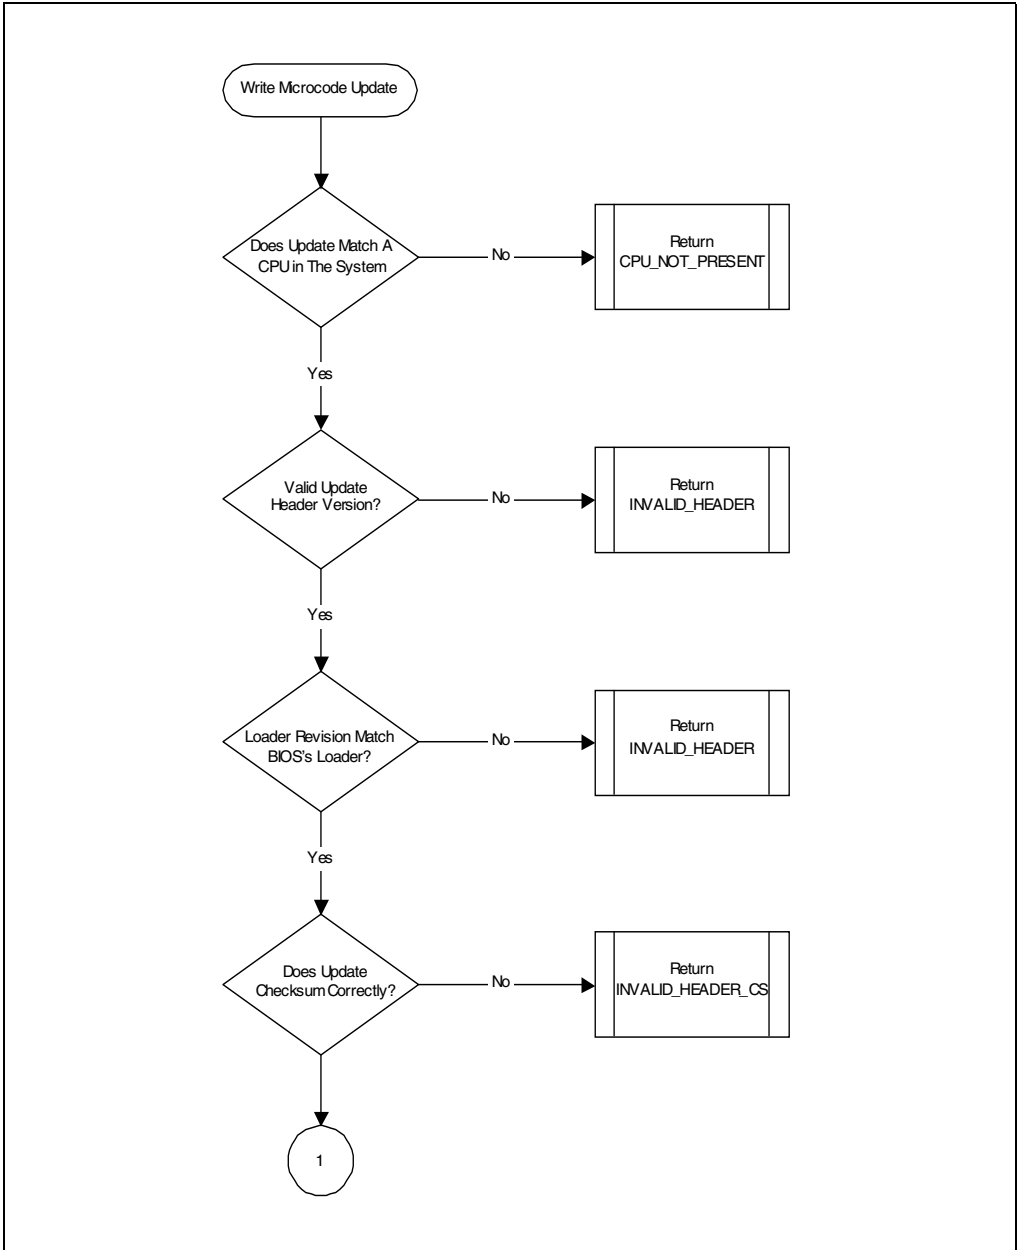 Write Microcode Update
Does Update Match A
CPU in The System
No
Return
CPU_NOT_PRESENT
Yes
Valid Update
Header Version?
No
Return
INVALID_HEADER
Yes
Loader Revision Match
BIOS's Loader?
No
Return
INVALID_HEADER
Yes
Does Update
Checksum Correctly?
No
Return
INVALID_HEADER_CS
1